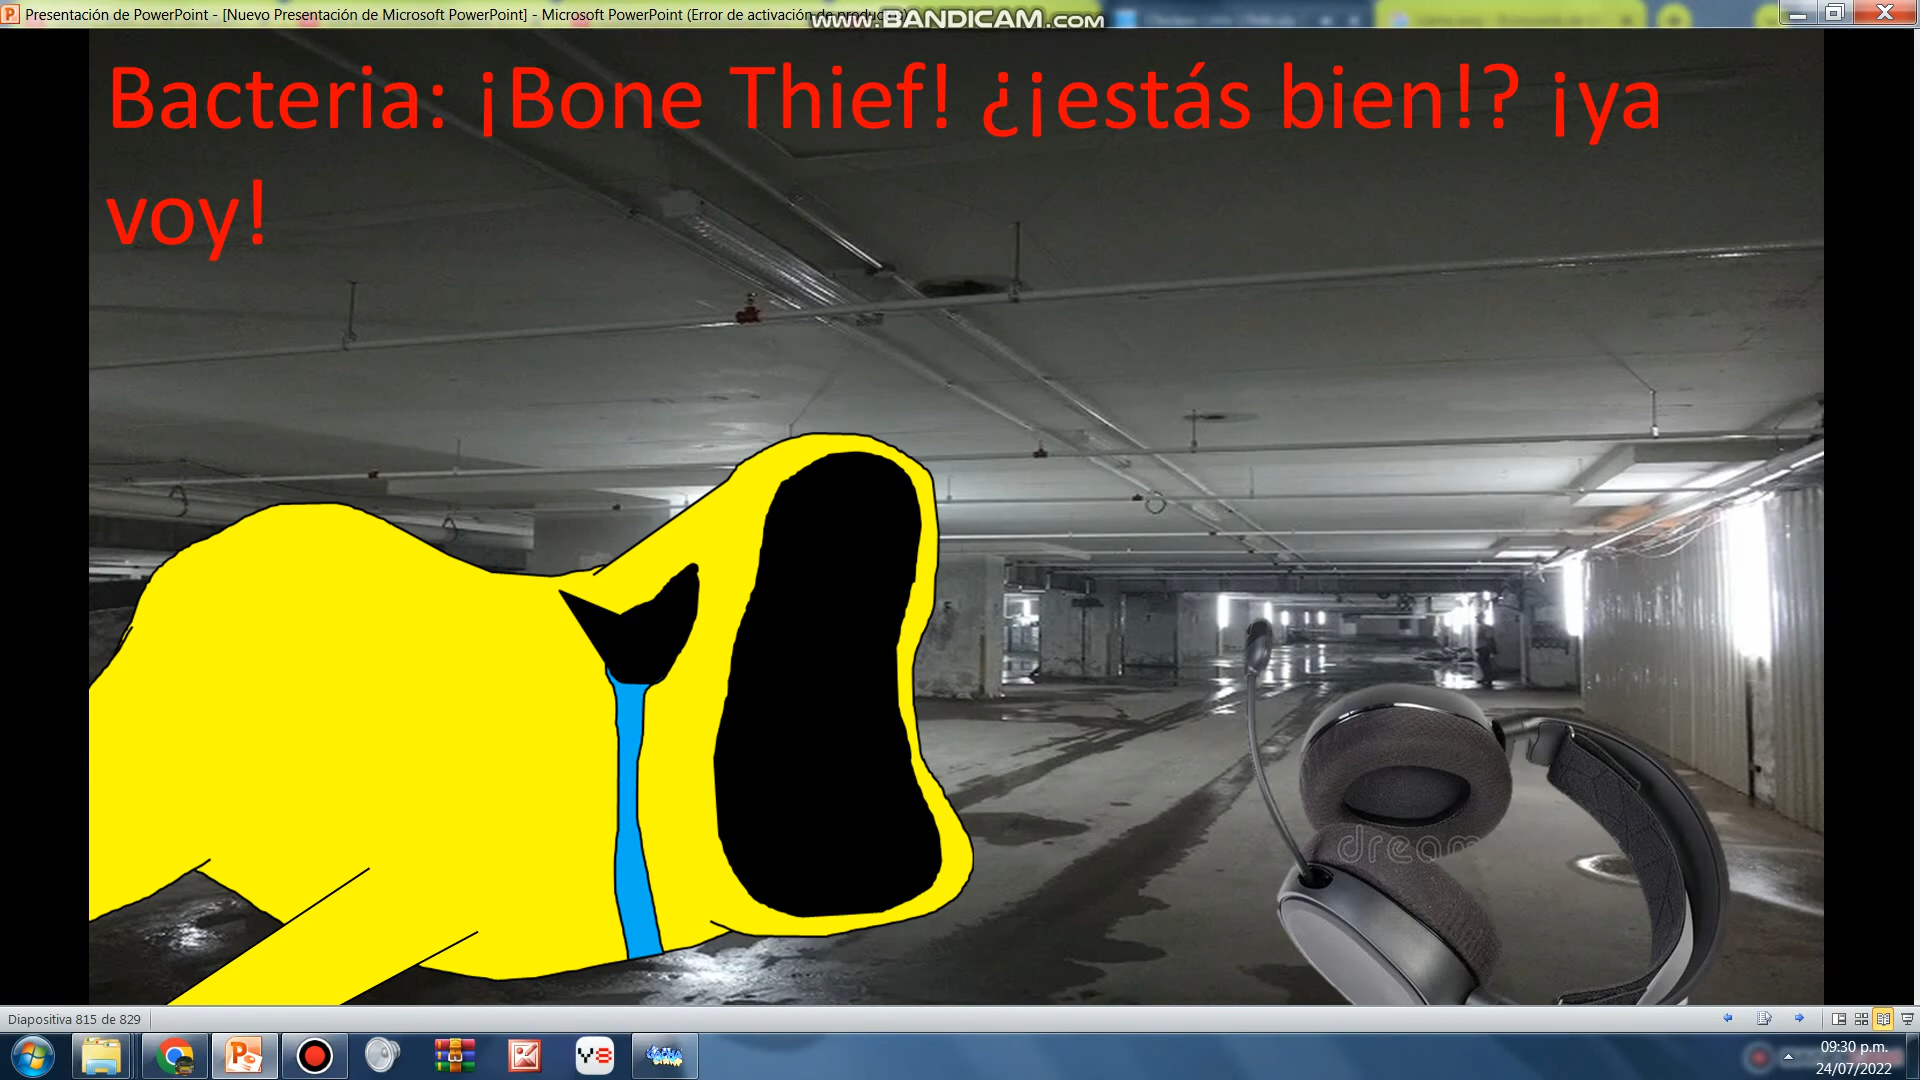 Presentación de PowerPoint - [Nuevo Presentación de Microsoft PowerPoint] - Microsoft PowerPoint (Error de activación de
www.BANDICAM.com
Bacteria: ¡Bone Thief! ¿¡estás bien!? ¡ya
voy!
dream
Diapositiva 815 de 829
09:30 p.m.
24/07/2022